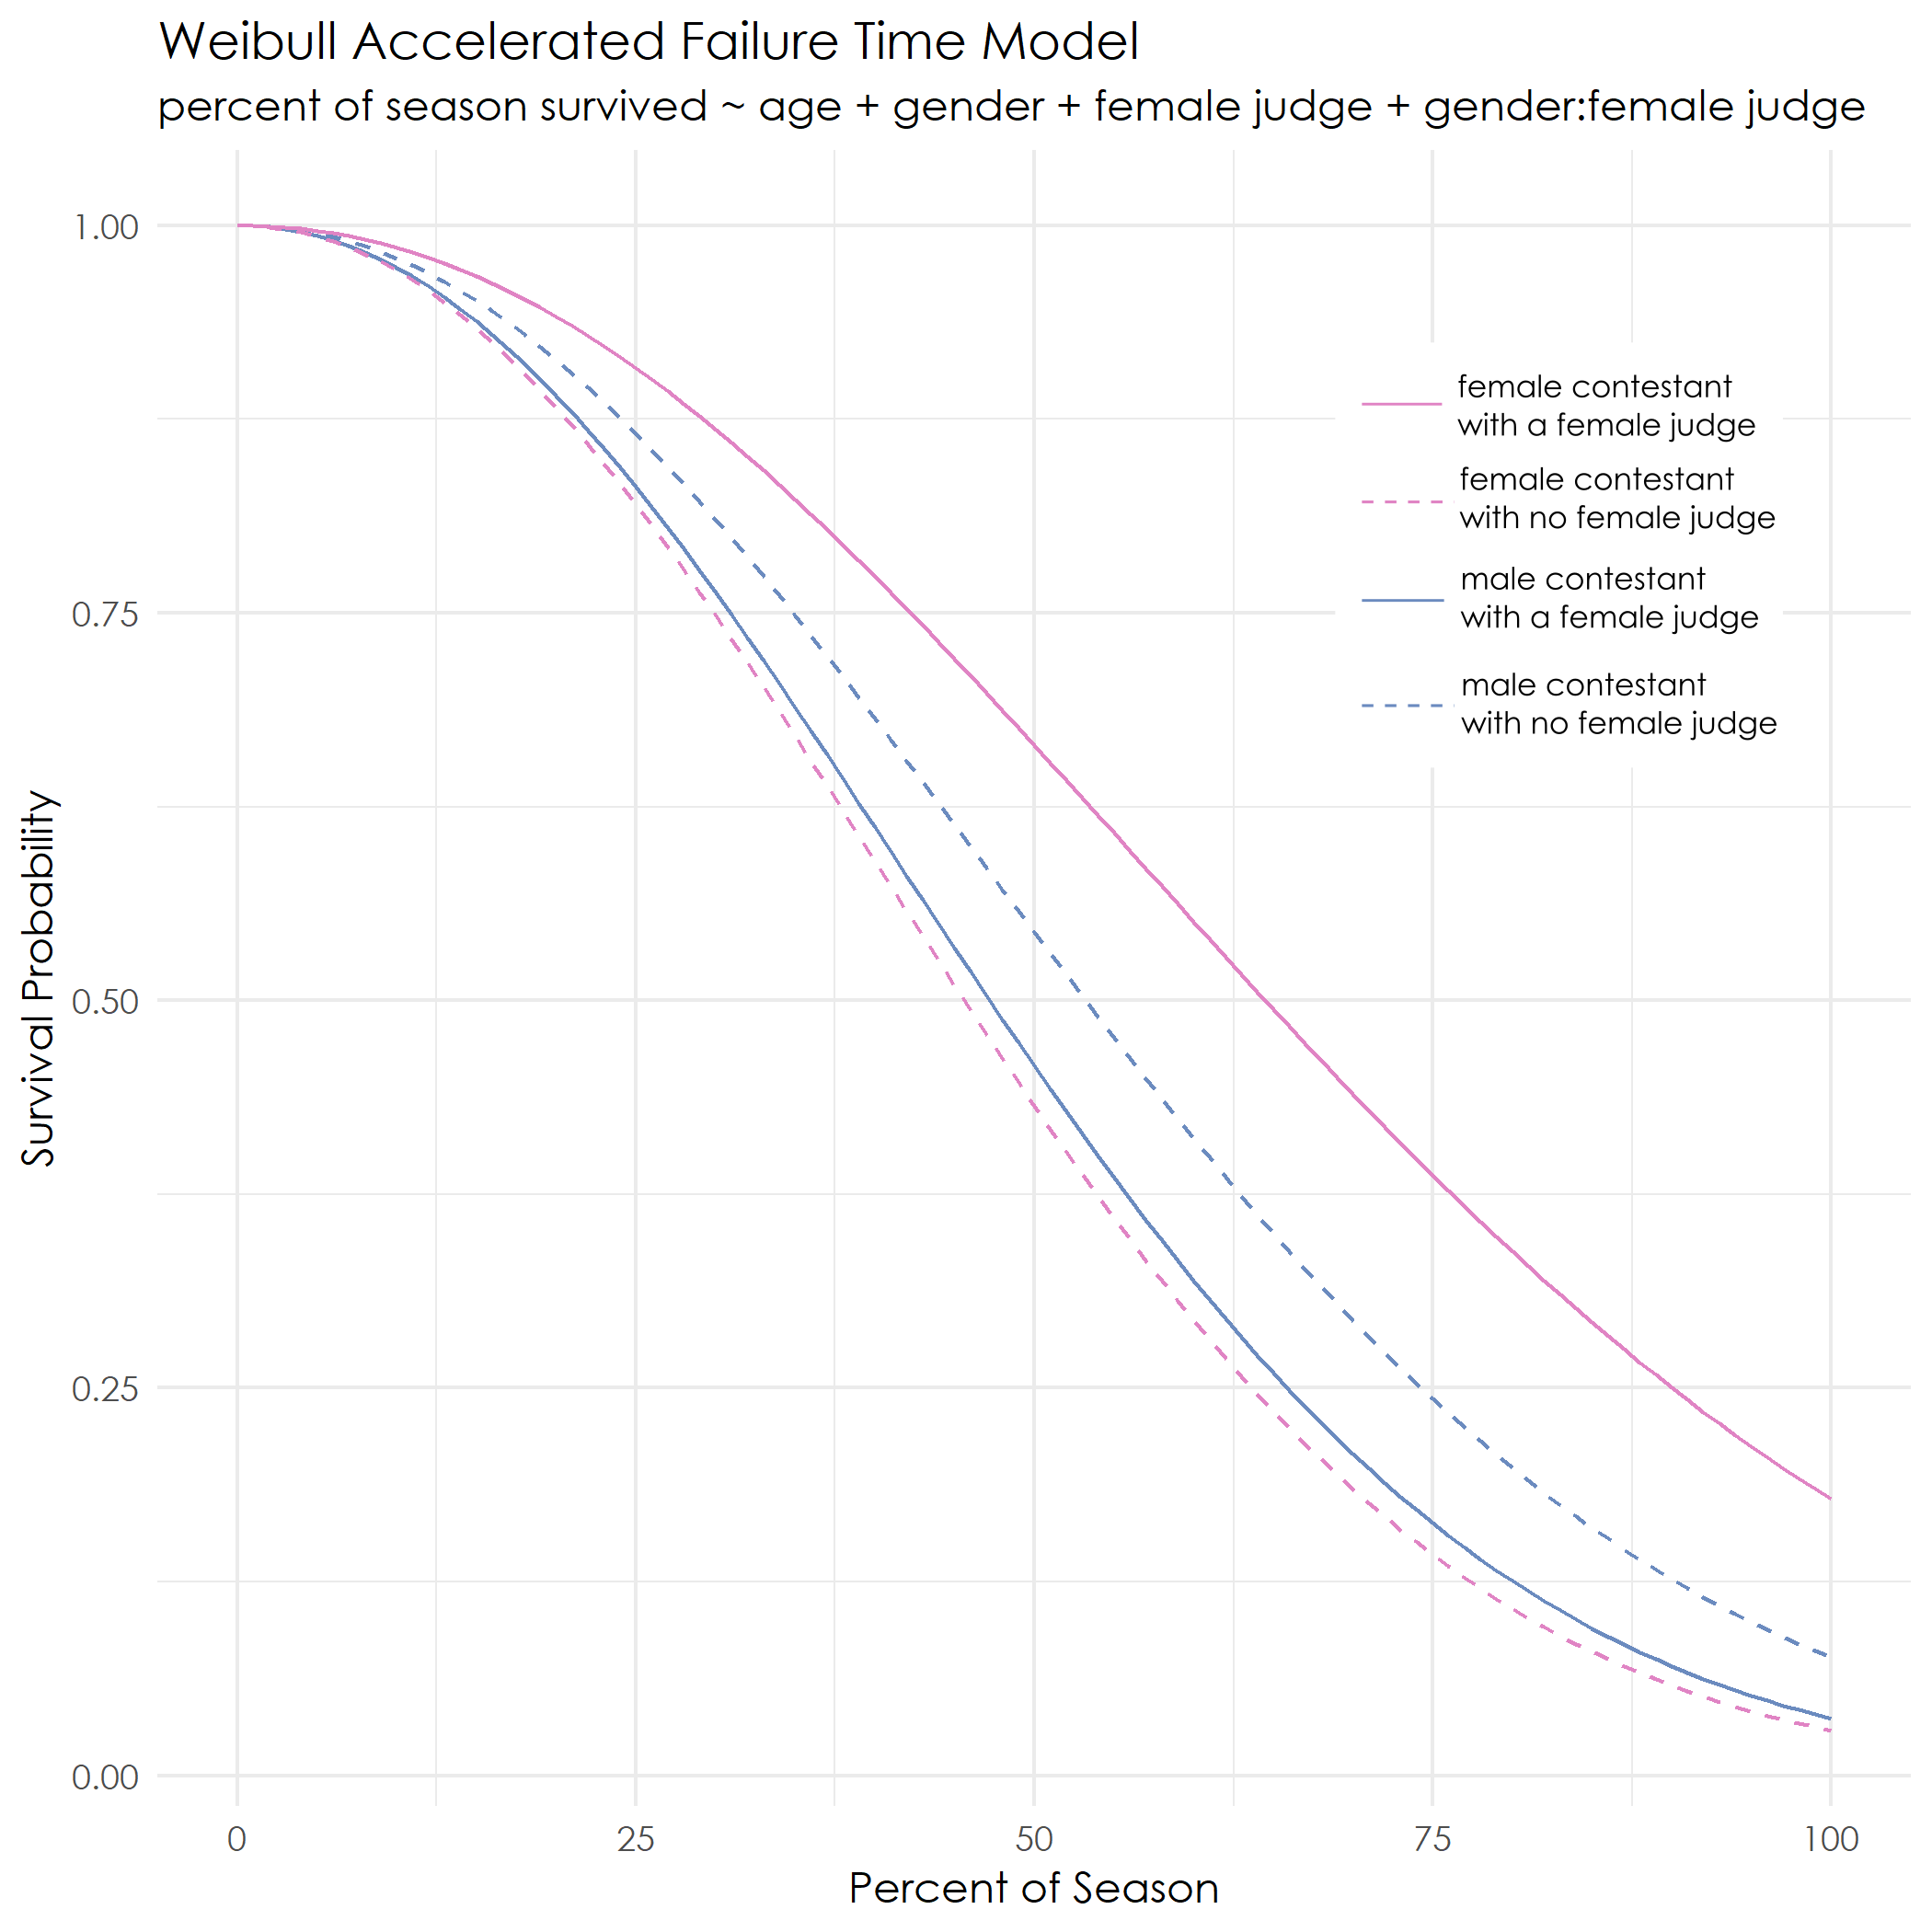 Weibull Accelerated Failure Time Model
percent of season survived ~ age + gender + female judge + gender:female judge
1.00
0.75
0.50
0.25
0.00
Survival Probability
female contestant
with a female judge
female contestant
with no female judge
male contestant
with a female judge
male contestant
with no female judge
0
25
50
75
100
Percent of Season